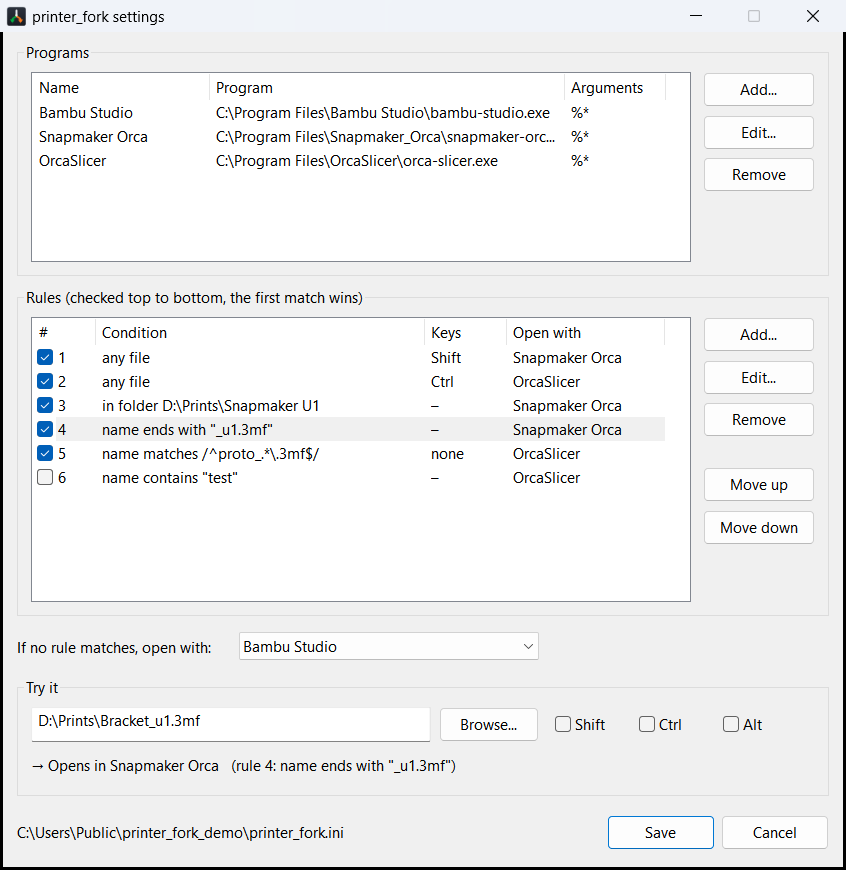 printer_fork settings
Programs
Name Program Arguments
Bambu Studio C:\Program Files\Bambu Studio\bambu-studio.exe %*
Snapmaker Orca C:\Program Files\Snapmaker_Orca\snapmaker-orc... %*
OrcaSlicer C:\Program Files\OrcaSlicer\orca-slicer.exe %*
Add...
Edit...
Remove
Rules (checked top to bottom, the first match wins)
# Condition Keys Open with
1 any file Shift Snapmaker Orca
2 any file Ctrl OrcaSlicer
3 in folder D:\Prints\Snapmaker U1 – Snapmaker Orca
4 name ends with "_u1.3mf" – Snapmaker Orca
5 name matches /^proto_.*\.3mf$/ none OrcaSlicer
6 name contains "test" – OrcaSlicer
Add...
Edit...
Remove
Move up
Move down
If no rule matches, open with: Bambu Studio
Try it
D:\Prints\Bracket_u1.3mf Browse... Shift Ctrl Alt
→ Opens in Snapmaker Orca (rule 4: name ends with "_u1.3mf")
C:\Users\Public\printer_fork_demo\printer_fork.ini Save Cancel